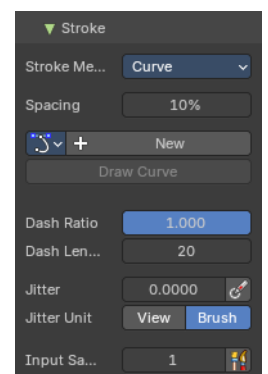 Stroke
Stroke Me... Curve
Spacing 10%
New
Draw Curve
Dash Ratio 1.000
Dash Len... 20
Jitter 0.0000
Jitter Unit View Brush
Input Sa... 1